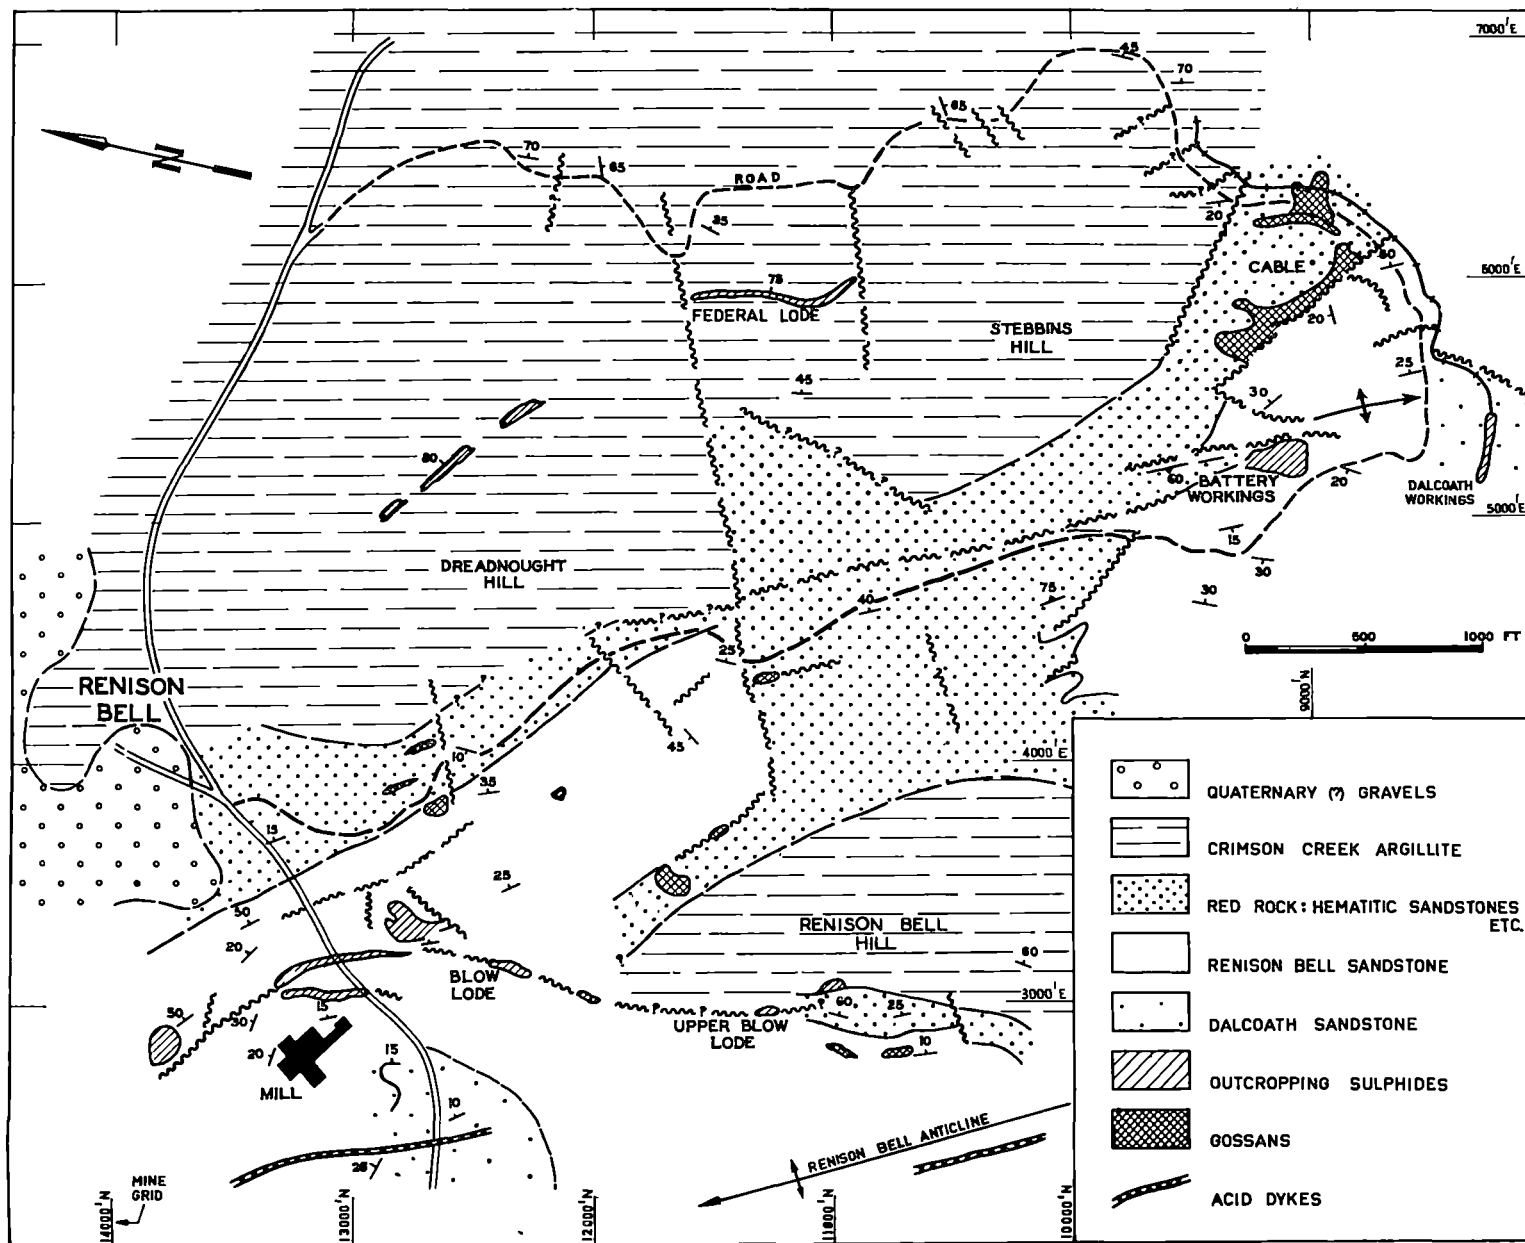 7000'E
45
70
65
N
70
65
ROAD
25
20
CABLE
60
6000'E
75
FEDERAL LODE
STEBBINS
HILL
20
45
25
30
80
60
BATTERY
WORKINGS
20
DALCOATH
WORKINGS
5000'E
15
30
DREADNOUGHT
HILL
40
75
30
0 500 1000 FT
25
9000'N
RENISON
BELL
45
10
4000'E
35
15
25
50
20
RENISON BELL
HILL
60
BLOW
LODE
3000'E
50
30
15
60
25
UPPER BLOW
LODE
20
15
10
MILL
10
25
RENISON BELL ANTICLINE
MINE
GRID
14000'N
13000'N
12000'N
11000'N
10000'N
QUATERNARY (?) GRAVELS
CRIMSON CREEK ARGILLITE
RED ROCK: HEMATITIC SANDSTONES
ETC.
RENISON BELL SANDSTONE
DALCOATH SANDSTONE
OUTCROPPING SULPHIDES
GOSSANS
ACID DYKES